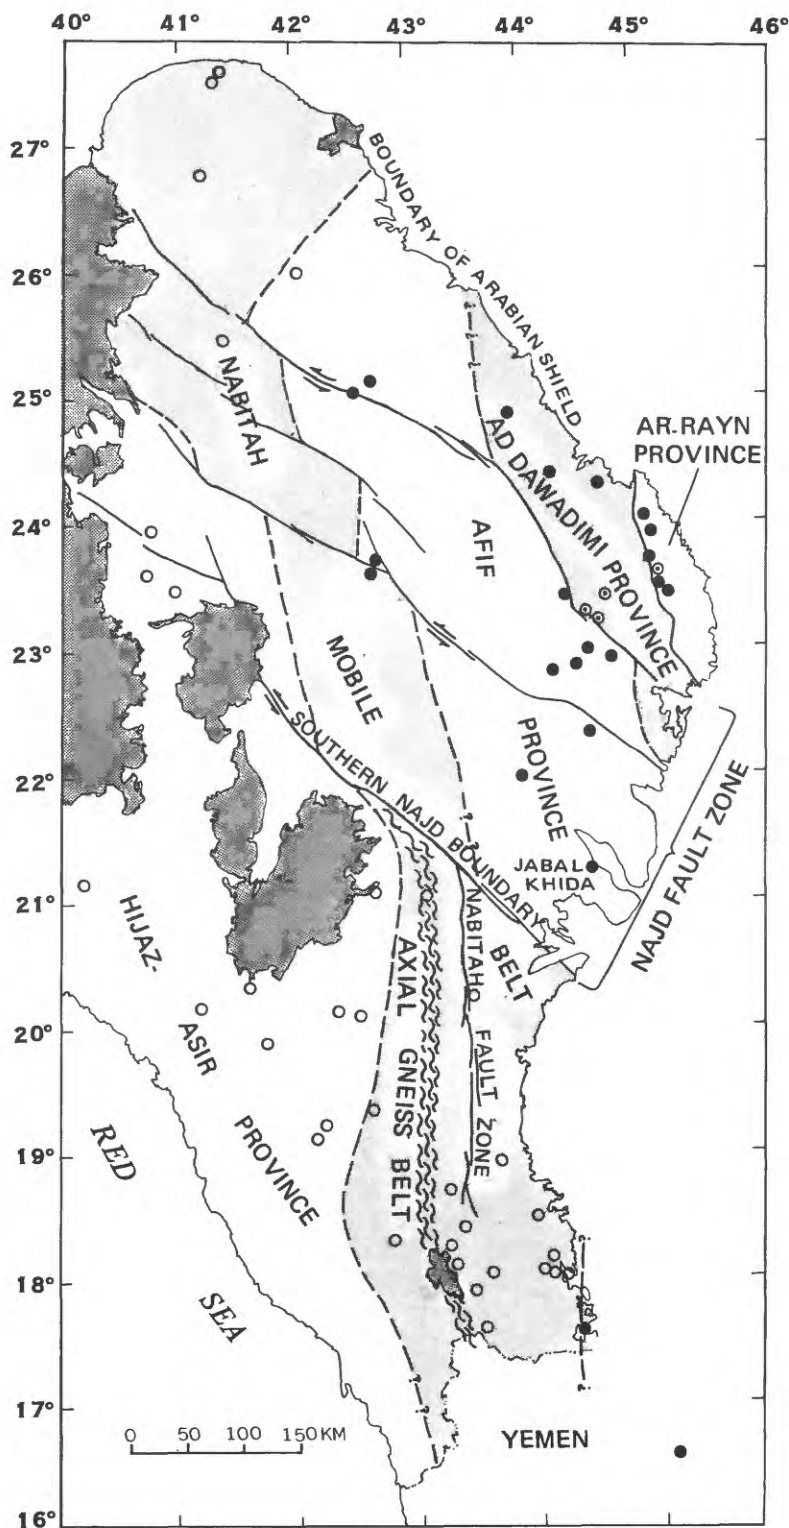 40° 41° 42° 43° 44° 45° 46°
27°
26°
25°
24°
23°
22°
21°
20°
19°
18°
17°
16°
BOUNDARY OF ARABIAN SHIELD
NABITAH
AD DAWADIMI PROVINCE
AR-RAYN
PROVINCE
AFIF
MOBILE
SOUTHERN NAJD BOUNDARY
PROVINCE
JABAL
KHIDA
NAJD FAULT ZONE
HIJAZ-
ASIR
PROVINCE
AXIAL GNEISS BELT
NABITAH FAULT ZONE
BELT
RED
SEA
0 50 100 150 KM
YEMEN